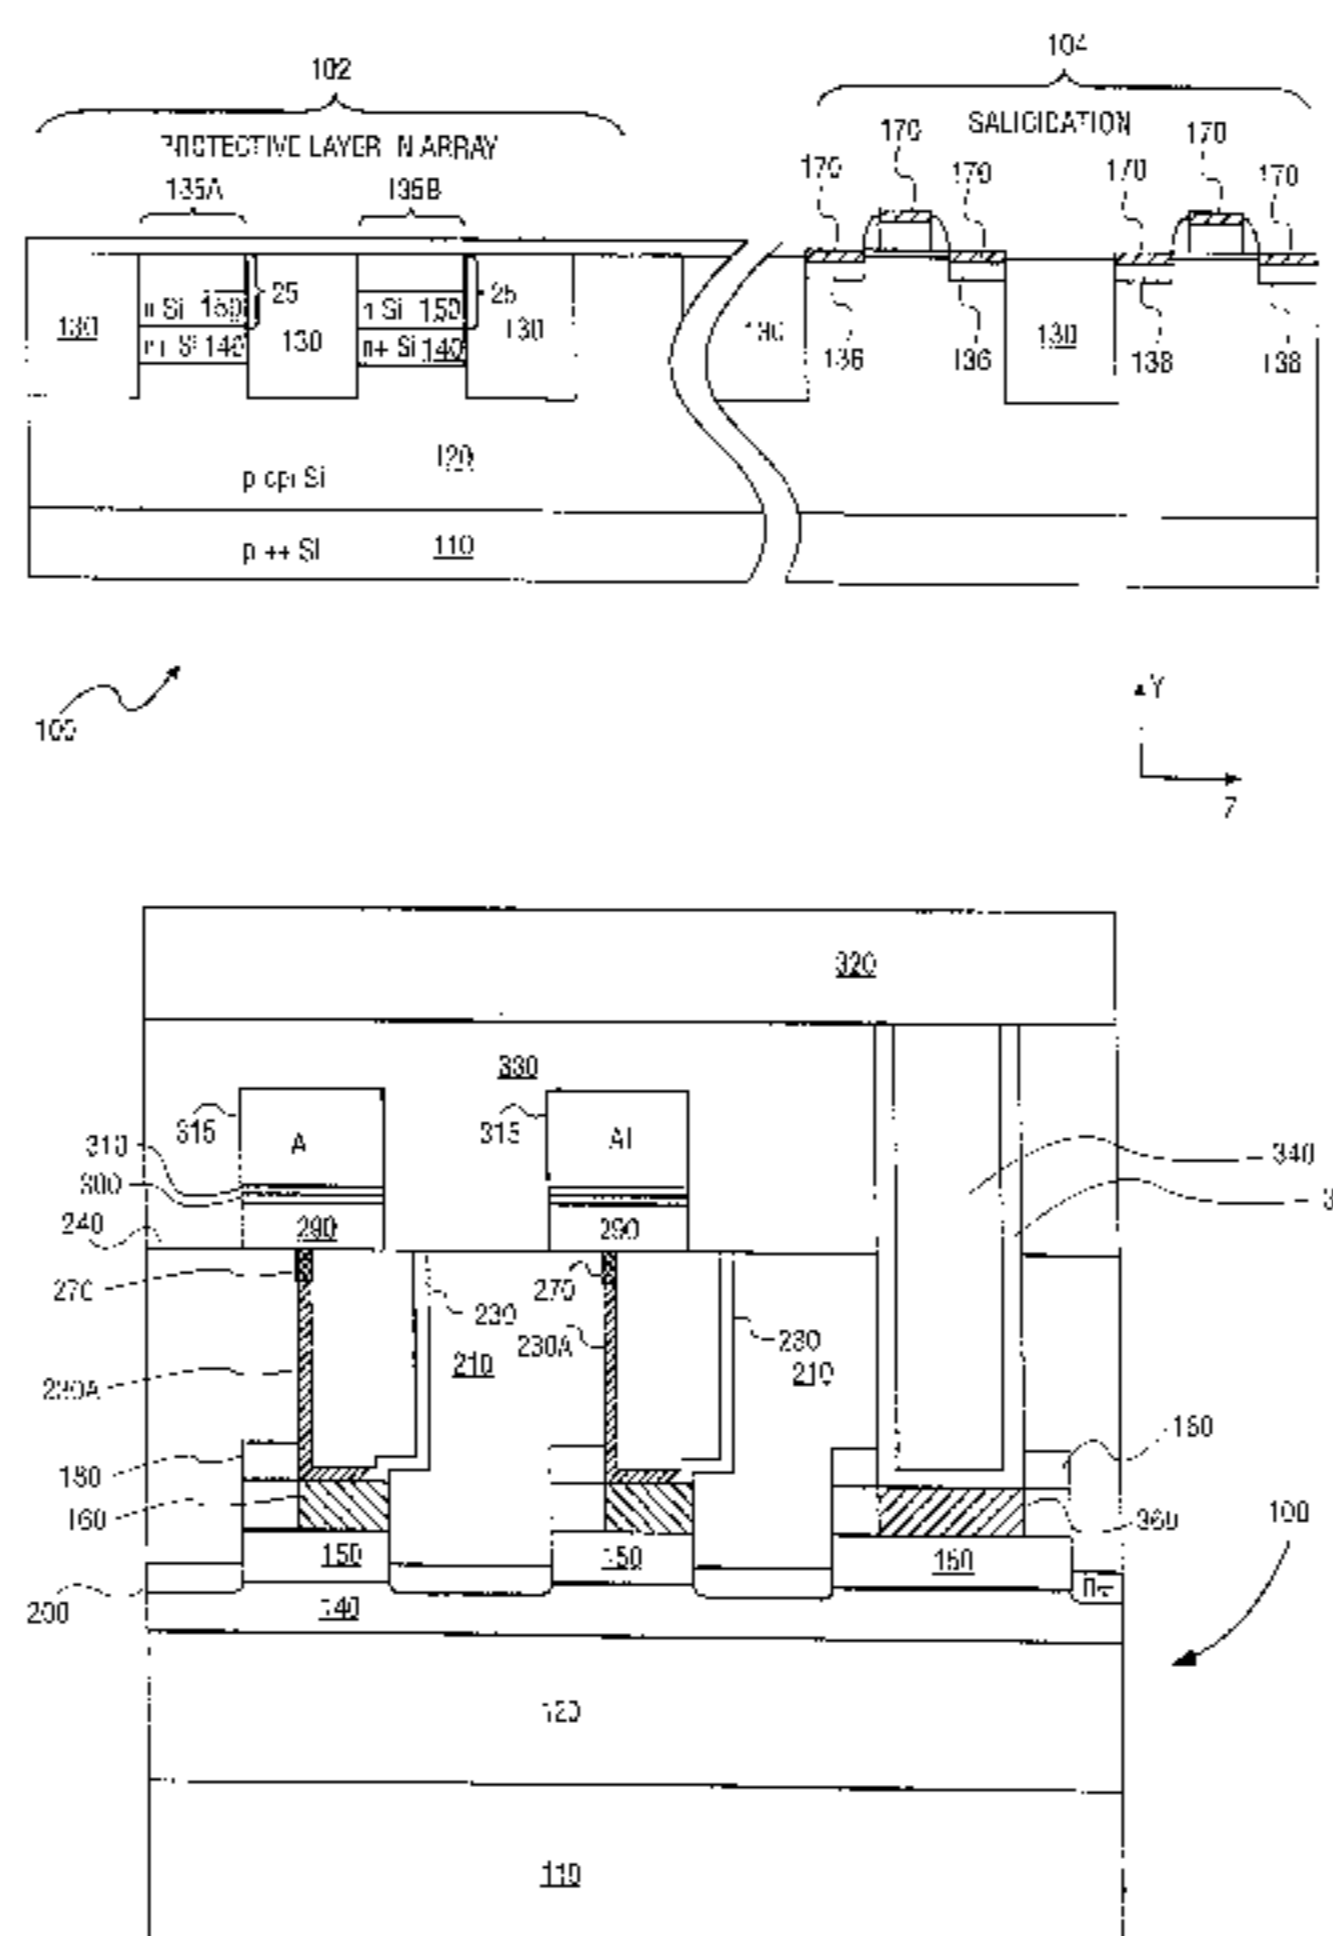 102
104
PROTECTIVE LAYER IN ARRAY
SALICIDATION
170 170
135A 135B
170 170 170 170
25 25
n Si 150 n Si 150
130 130 130 130 130
n+ Si 140 n+ Si 140
136 136 138 138
120
p epi Si
p ++ Si 110
100
Y
Z
320
330
315 A 315 Al
310
300
340
240 290 290
270 230 270
230A 230
210 210
230A
180 160
160 360
100
150 150 150
200 140
120
110